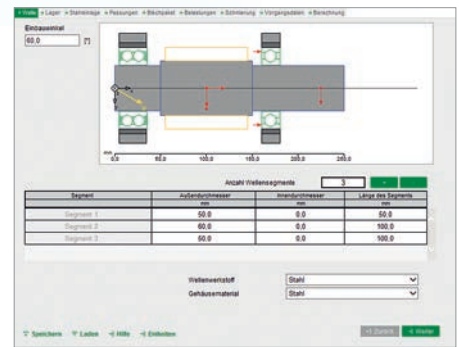 Welle Lager Stameinlage Passungen Blechpaket Belastungen Schmierung Vorgangsdaten Berechnung
Einbauwinkel
60,0 [°]
mm
0,0 50,0 100,0 150,0 200,0 250,0
Anzahl Wellensegmente 3
Segment Außendurchmesser Innendurchmesser Länge des Segments
mm mm mm
Segment 1 50,0 0,0 50,0
Segment 2 60,0 0,0 100,0
Segment 3 50,0 0,0 100,0
Wellenwerkstoff Stahl
Gehäusematerial Stahl
Speichern Laden Hilfe Einheiten Zurück Weiter